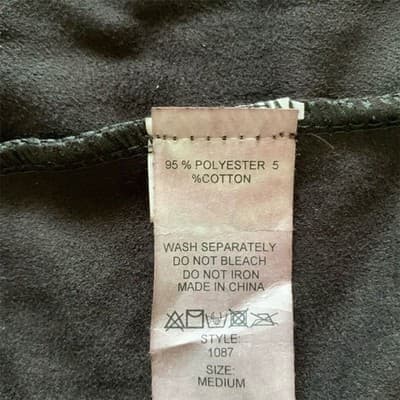 95 % POLYESTER 5
%COTTON
WASH SEPARATELY
DO NOT BLEACH
DO NOT IRON
MADE IN CHINA
STYLE:
1087
SIZE:
MEDIUM